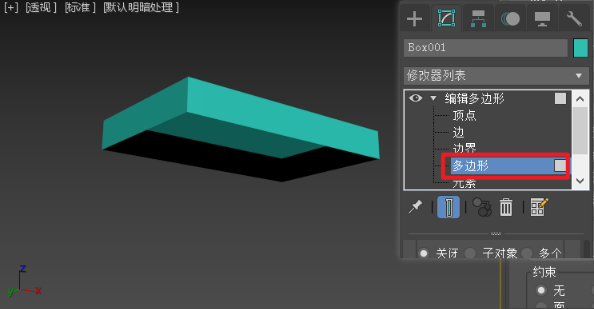 [+] [透视] [标准] [默认明暗处理]
Box001
修改器列表
编辑多边形
顶点
边
边界
多边形
元素
关闭 子对象 多个
约束
无
面
z
y x